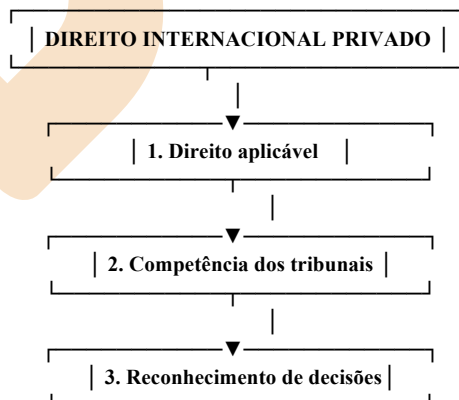 DIREITO INTERNACIONAL PRIVADO
1. Direito aplicável
2. Competência dos tribunais
3. Reconhecimento de decisões